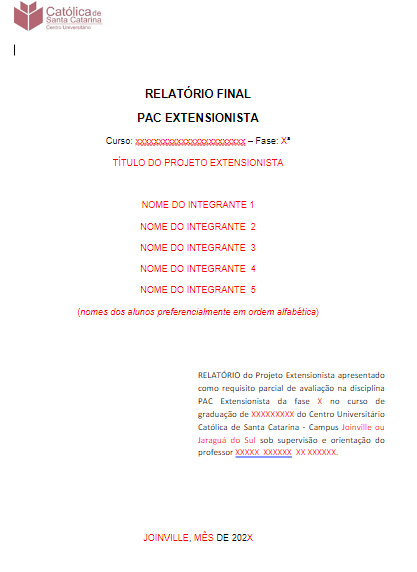 Católica de
Santa Catarina
Centro Universitário
RELATÓRIO FINAL
PAC EXTENSIONISTA
Curso: xxxxxxxxxxxxxxxxxxxxxxxx – Fase: Xª
TÍTULO DO PROJETO EXTENSIONISTA
NOME DO INTEGRANTE 1
NOME DO INTEGRANTE 2
NOME DO INTEGRANTE 3
NOME DO INTEGRANTE 4
NOME DO INTEGRANTE 5
(nomes dos alunos preferencialmente em ordem alfabética)
RELATÓRIO do Projeto Extensionista apresentado
como requisito parcial de avaliação na disciplina
PAC Extensionista da fase X no curso de
graduação de XXXXXXXXX do Centro Universitário
Católica de Santa Catarina - Campus Joinville ou
Jaraguá do Sul sob supervisão e orientação do
professor XXXXX XXXXXX XX XXXXXX.
JOINVILLE, MÊS DE 202X